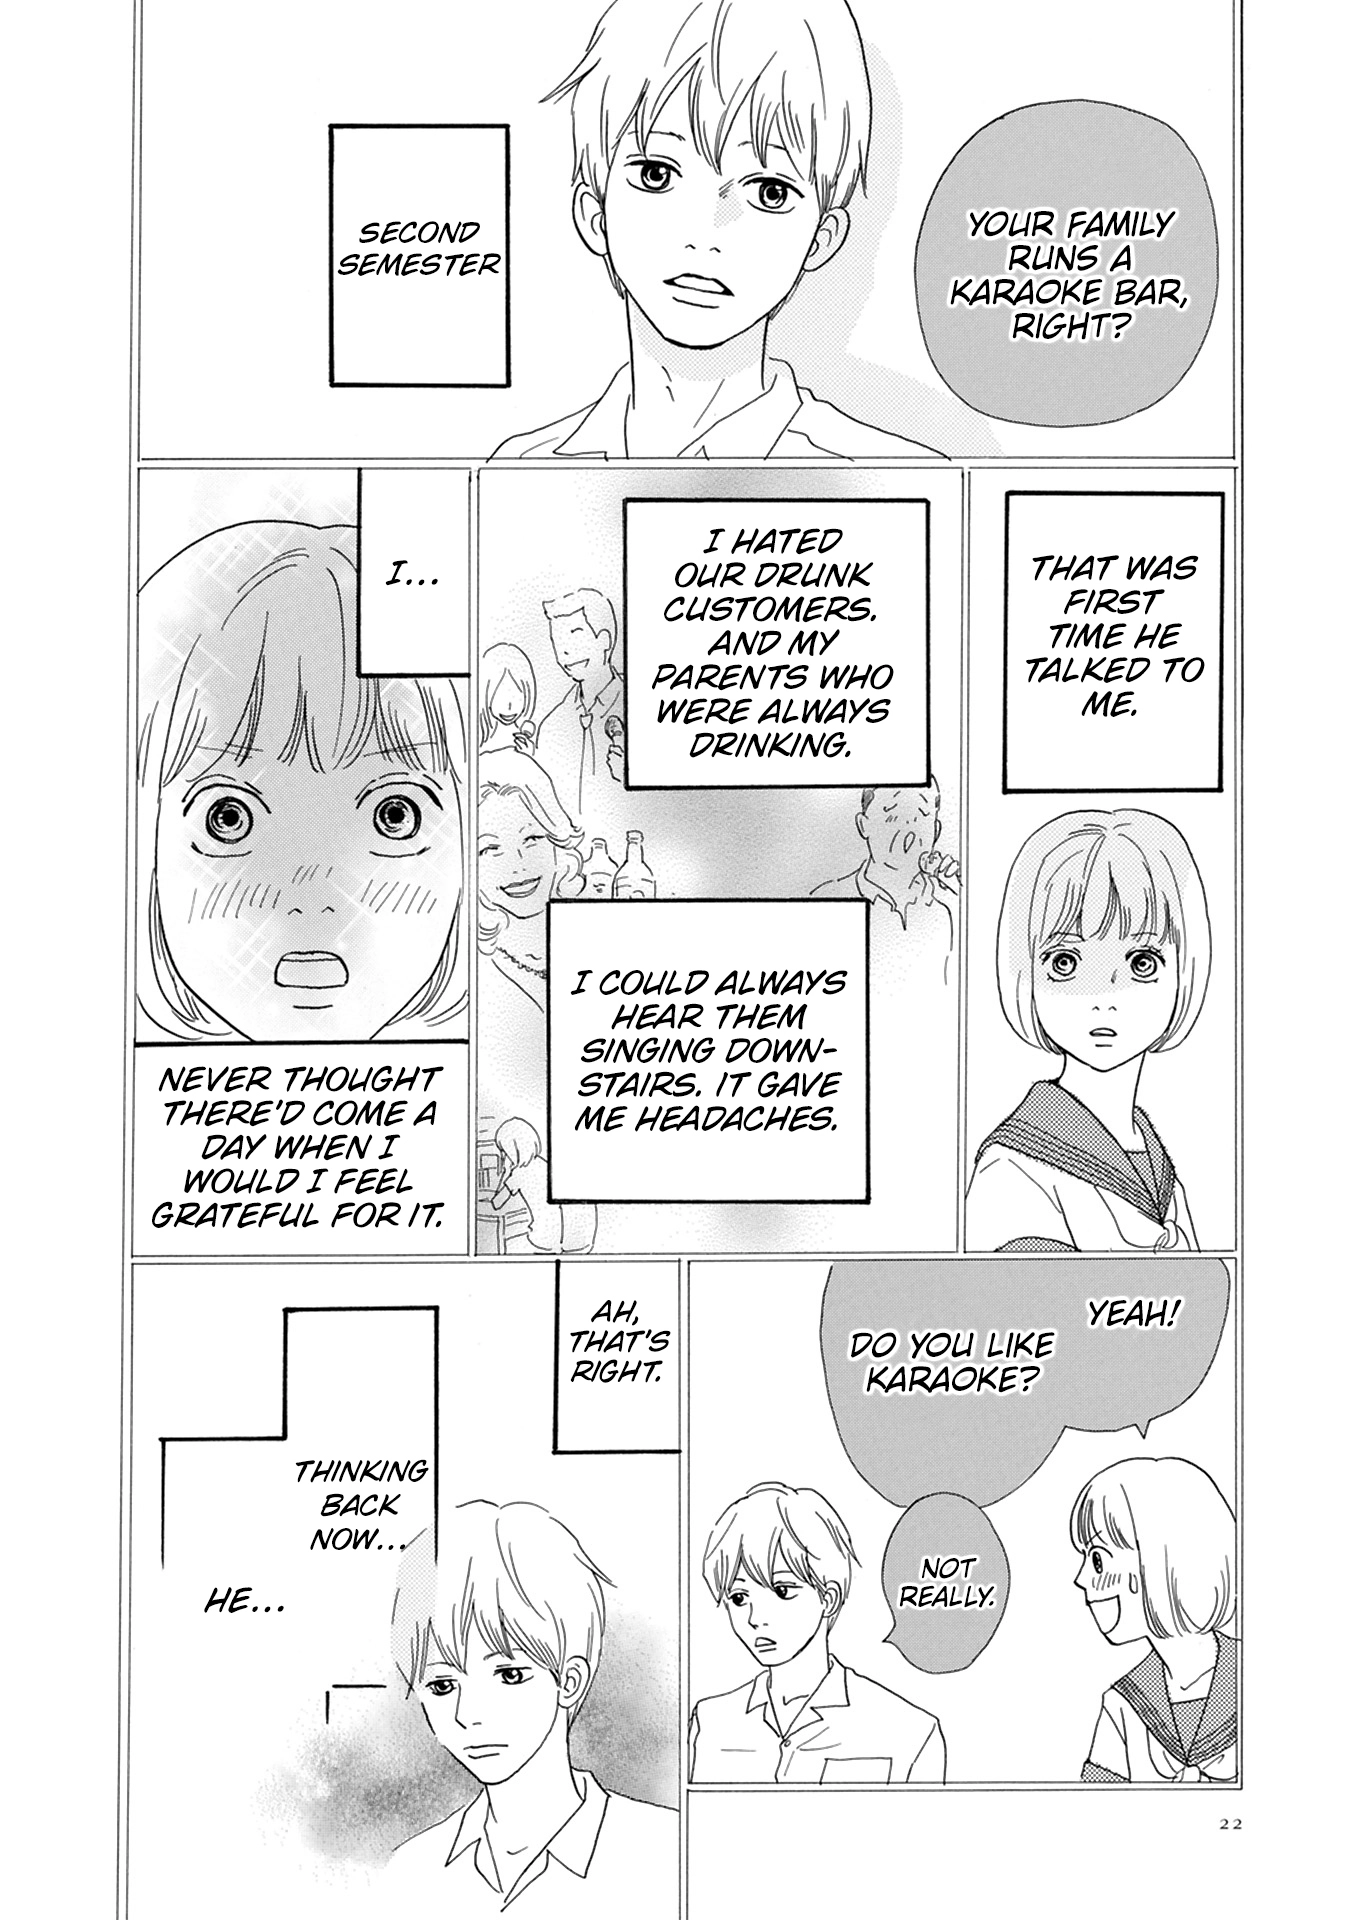 YOUR FAMILY
RUNS A
KARAOKE BAR,
RIGHT?
SECOND
SEMESTER
THAT WAS
FIRST
TIME HE
TALKED TO
ME.
I HATED
OUR DRUNK
CUSTOMERS.
AND MY
PARENTS WHO
WERE ALWAYS
DRINKING.
I COULD ALWAYS
HEAR THEM
SINGING DOWN-
STAIRS. IT GAVE
ME HEADACHES.
I...
NEVER THOUGHT
THERE'D COME A
DAY WHEN I
WOULD I FEEL
GRATEFUL FOR IT.
YEAH!
DO YOU LIKE
KARAOKE?
NOT
REALLY.
AH,
THAT'S
RIGHT.
THINKING
BACK
NOW...
HE...
22